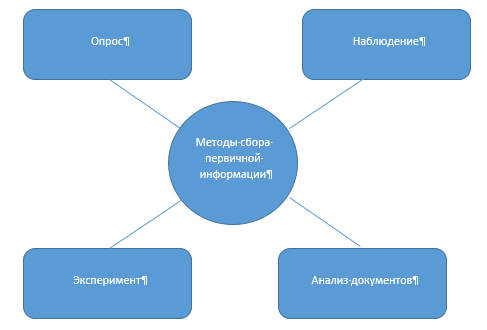 Опрос¶
Наблюдение¶
Методы·сбора·
первичной·
информации¶
Эксперимент¶
Анализ·документов¶